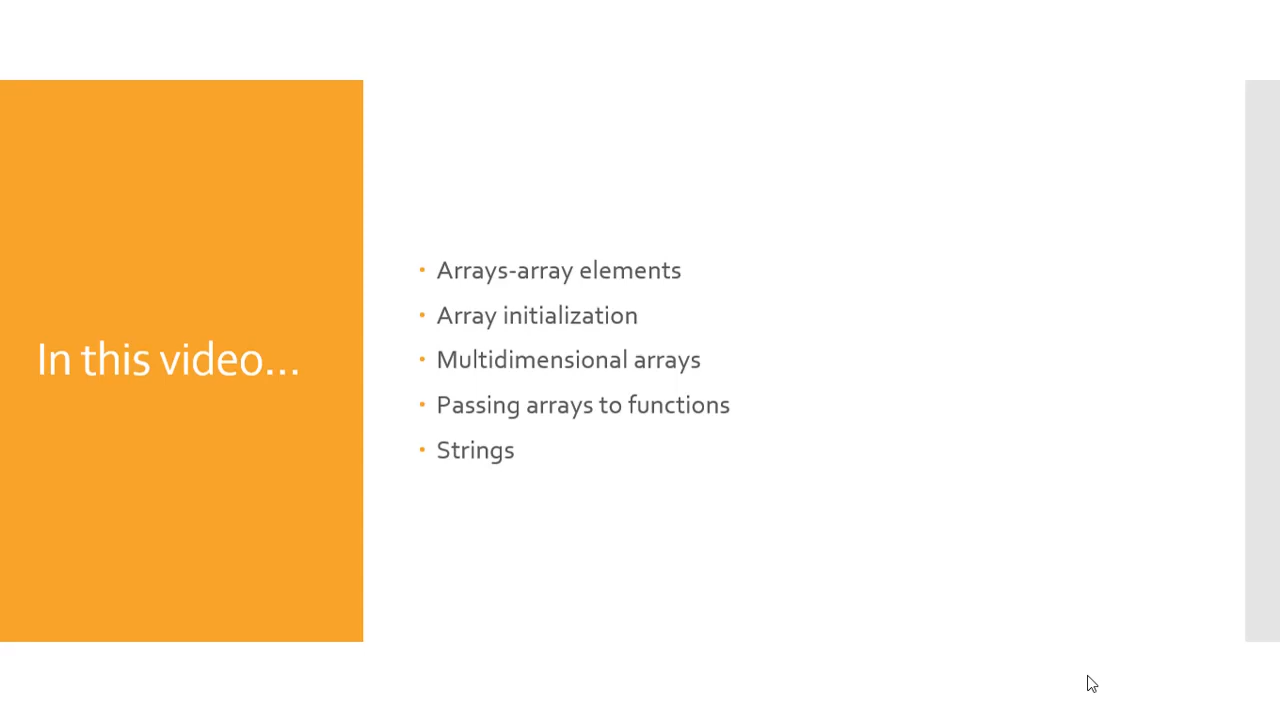 In this video...
• Arrays-array elements
• Array initialization
• Multidimensional arrays
• Passing arrays to functions
• Strings